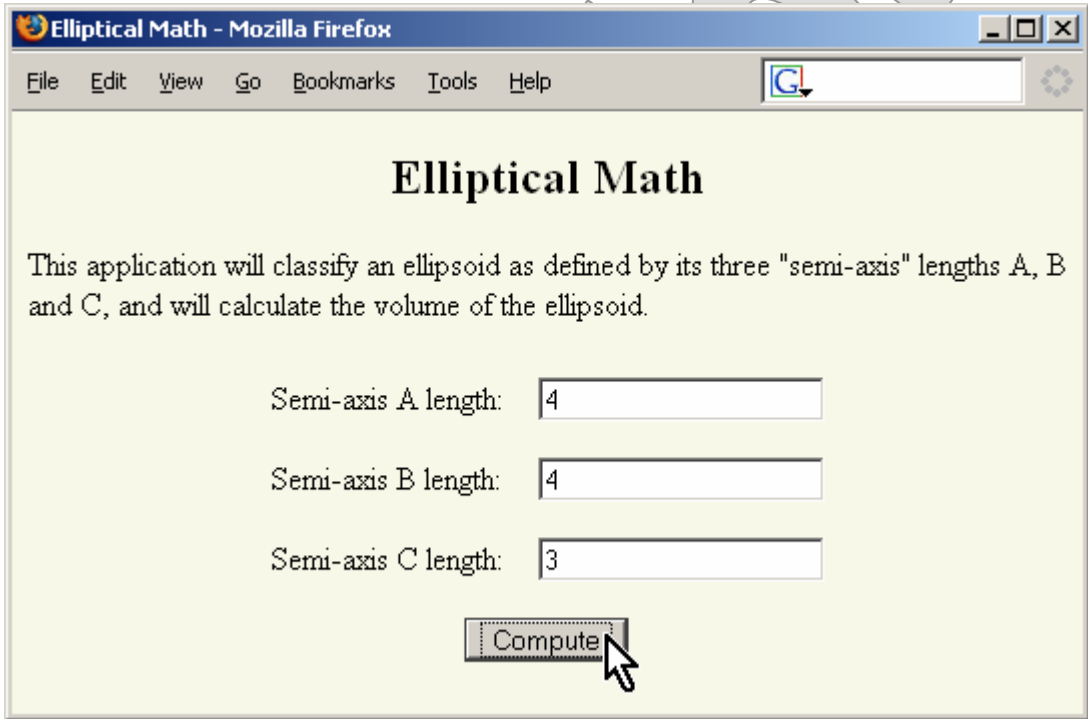 Elliptical Math - Mozilla Firefox
File Edit View Go Bookmarks Tools Help G
Elliptical Math
This application will classify an ellipsoid as defined by its three "semi-axis" lengths A, B
and C, and will calculate the volume of the ellipsoid.
Semi-axis A length: 4
Semi-axis B length: 4
Semi-axis C length: 3
Compute